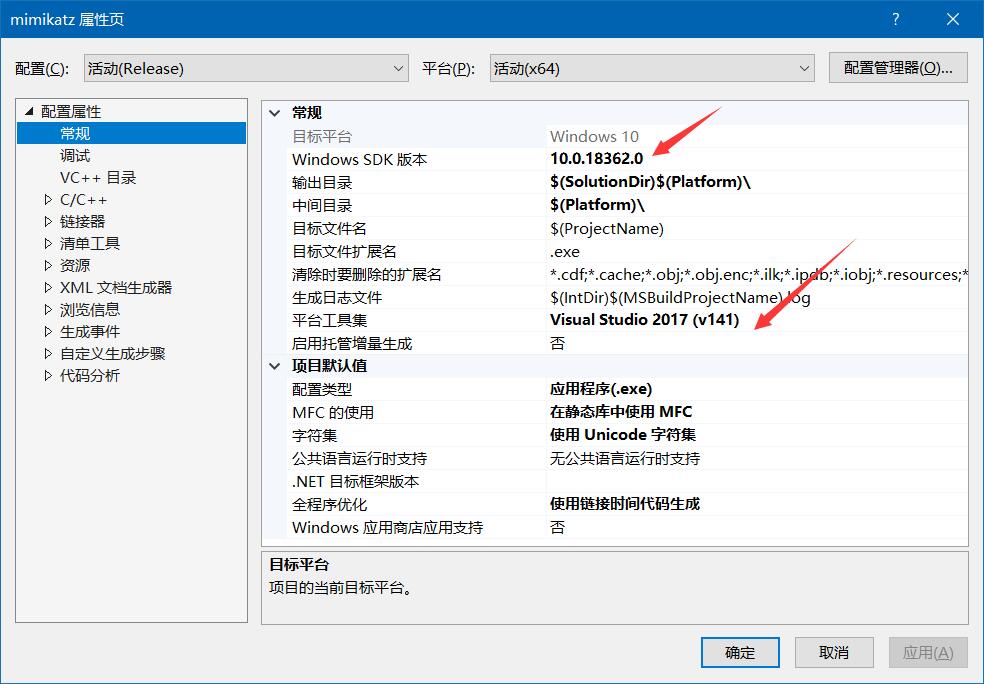 mimikatz 属性页
配置(C): 活动(Release) 平台(P): 活动(x64) 配置管理器(O)...
配置属性
常规
调试
VC++ 目录
C/C++
链接器
清单工具
资源
XML 文档生成器
浏览信息
生成事件
自定义生成步骤
代码分析
常规
目标平台 Windows 10
Windows SDK 版本 10.0.18362.0
输出目录 $(SolutionDir)$(Platform)\
中间目录 $(Platform)\
目标文件名 $(ProjectName)
目标文件扩展名 .exe
清除时要删除的扩展名 *.cdf;*.cache;*.obj;*.obj.enc;*.ilk;*.ipdb;*.iobj;*.resources;*
生成日志文件 $(IntDir)$(MSBuildProjectName).log
平台工具集 Visual Studio 2017 (v141)
启用托管增量生成 否
项目默认值
配置类型 应用程序(.exe)
MFC 的使用 在静态库中使用 MFC
字符集 使用 Unicode 字符集
公共语言运行时支持 无公共语言运行时支持
.NET 目标框架版本
全程序优化 使用链接时间代码生成
Windows 应用商店应用支持 否
目标平台
项目的当前目标平台。
确定 取消 应用(A)